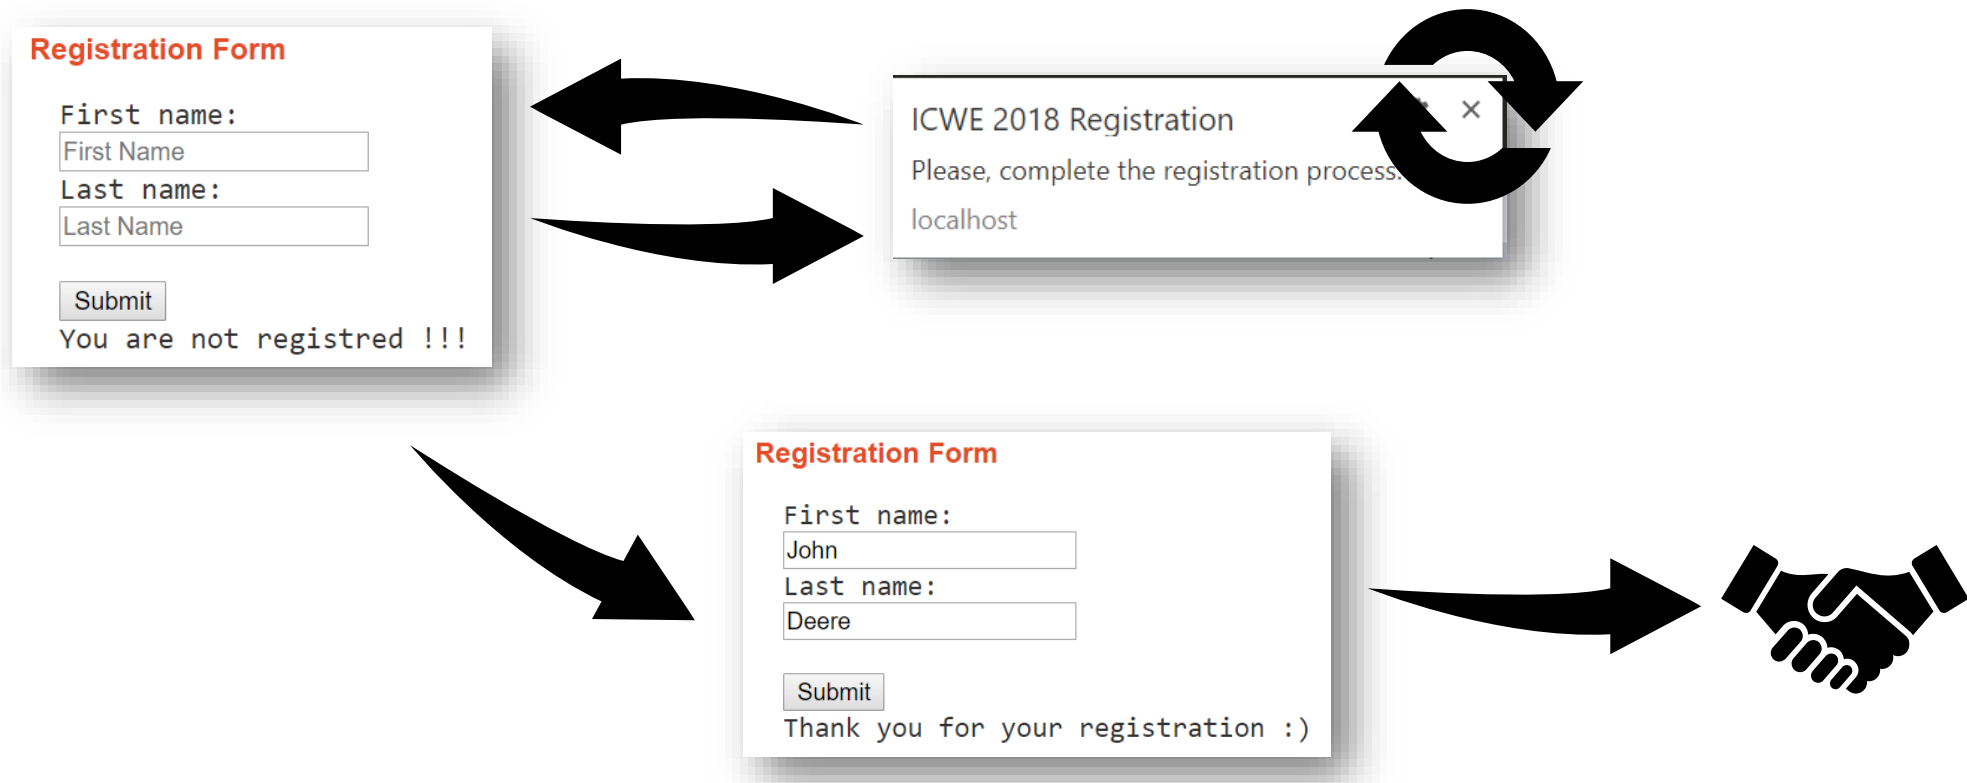 Registration Form
First name:
First Name
Last name:
Last Name
Submit
You are not registred !!!
ICWE 2018 Registration
Please, complete the registration process.
localhost
Registration Form
First name:
John
Last name:
Deere
Submit
Thank you for your registration :)